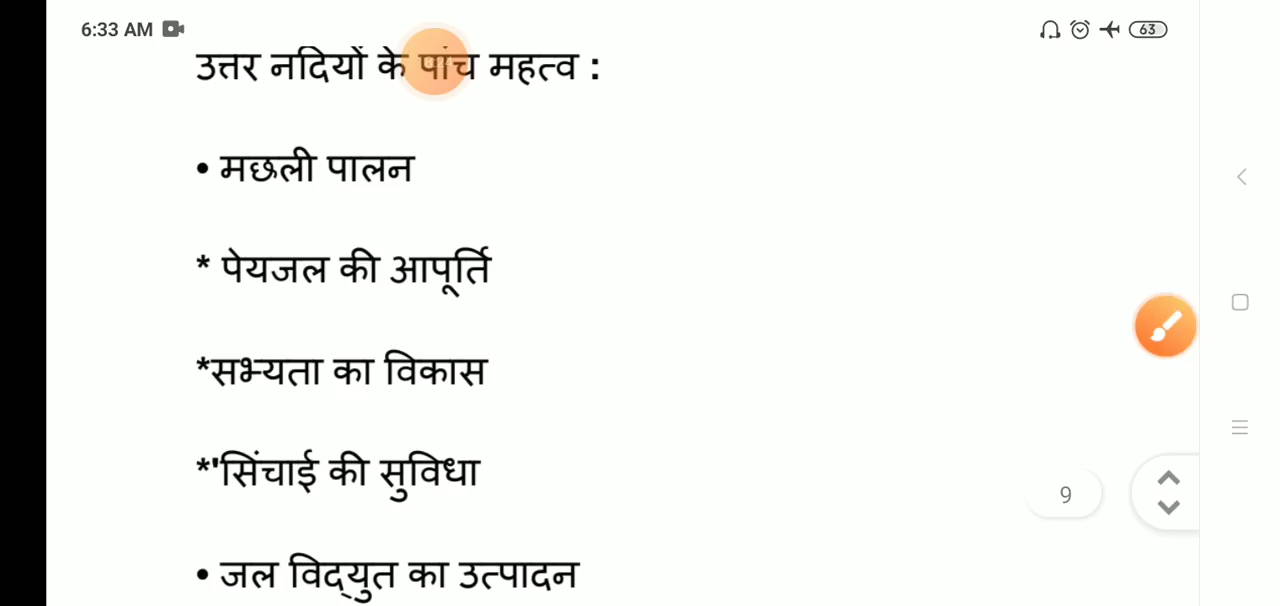 6:33 AM
63
उत्तर नदियों के पांच महत्व :
• मछली पालन
* पेयजल की आपूर्ति
*सभ्यता का विकास
*'सिंचाई की सुविधा
9
• जल विद्युत का उत्पादन